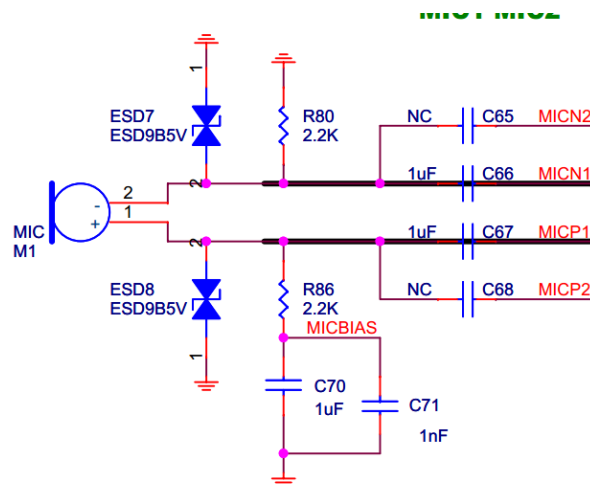 MIC1 MIC2
1
ESD7
ESD9B5V
R80
2.2K
NC
C65
MICN2
2
1uF
C66
MICN1
2
-
1
+
MIC
M1
2
1uF
C67
MICP1
ESD8
ESD9B5V
R86
2.2K
NC
C68
MICP2
MICBIAS
1
C70
1uF
C71
1nF